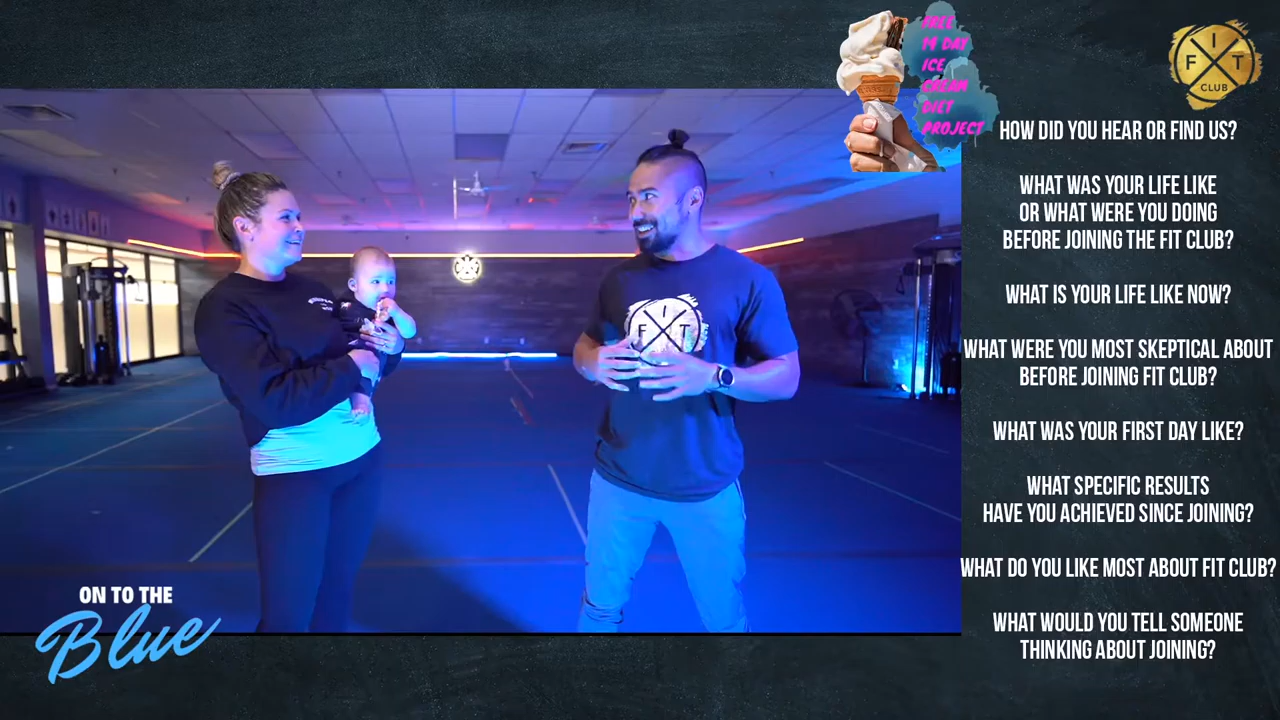 FREE
14 DAY
ICE
CREAM
DIET
PROJECT
FIT
CLUB
HOW DID YOU HEAR OR FIND US?
WHAT WAS YOUR LIFE LIKE
OR WHAT WERE YOU DOING
BEFORE JOINING THE FIT CLUB?
WHAT IS YOUR LIFE LIKE NOW?
WHAT WERE YOU MOST SKEPTICAL ABOUT
BEFORE JOINING FIT CLUB?
WHAT WAS YOUR FIRST DAY LIKE?
WHAT SPECIFIC RESULTS
HAVE YOU ACHIEVED SINCE JOINING?
WHAT DO YOU LIKE MOST ABOUT FIT CLUB?
WHAT WOULD YOU TELL SOMEONE
THINKING ABOUT JOINING?
FIT
ON TO THE
Blue